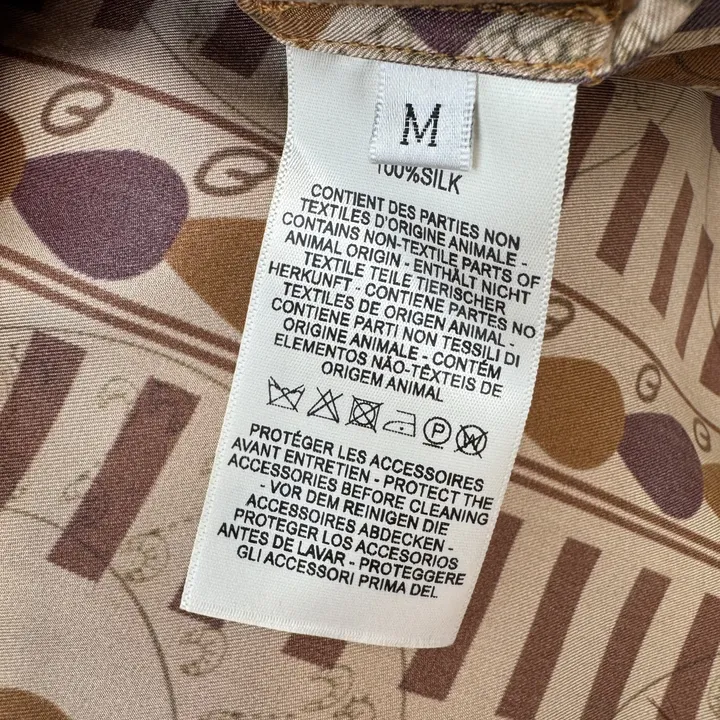 M
100%SILK
CONTIENT DES PARTIES NON
TEXTILES D'ORIGINE ANIMALE -
CONTAINS NON-TEXTILE PARTS OF
ANIMAL ORIGIN - ENTHÄLT NICHT
TEXTILE TEILE TIERISCHER
HERKUNFT - CONTIENE PARTES NO
TEXTILES DE ORIGEN ANIMAL -
CONTIENE PARTI NON TESSILI DI
ORIGINE ANIMALE - CONTÉM
ELEMENTOS NÃO-TÊXTEIS DE
ORIGEM ANIMAL
P W
PROTÉGER LES ACCESSOIRES
AVANT ENTRETIEN - PROTECT THE
ACCESSORIES BEFORE CLEANING
- VOR DEM REINIGEN DIE
ACCESSOIRES ABDECKEN -
PROTEGER LOS ACCESORIOS
ANTES DE LAVAR - PROTEGGERE
GLI ACCESSORI PRIMA DEL